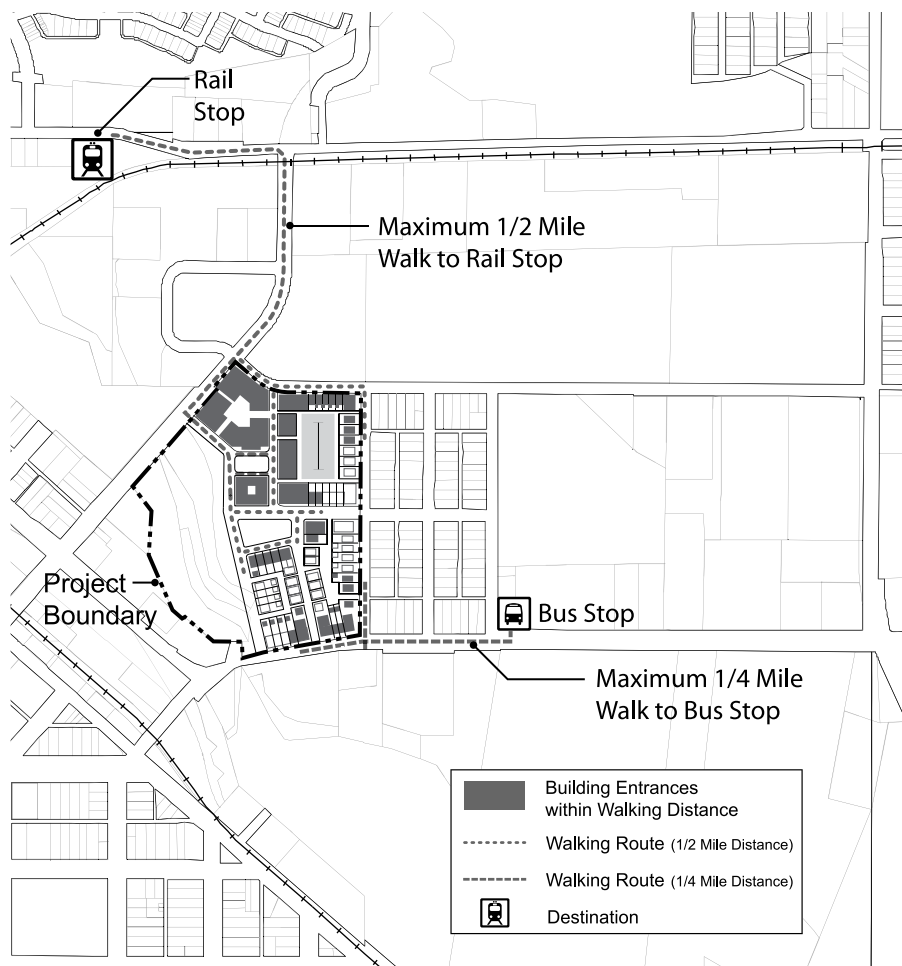 Rail
Stop
Maximum 1/2 Mile
Walk to Rail Stop
Project
Boundary
Bus Stop
Maximum 1/4 Mile
Walk to Bus Stop
Building Entrances
within Walking Distance
Walking Route (1/2 Mile Distance)
Walking Route (1/4 Mile Distance)
Destination